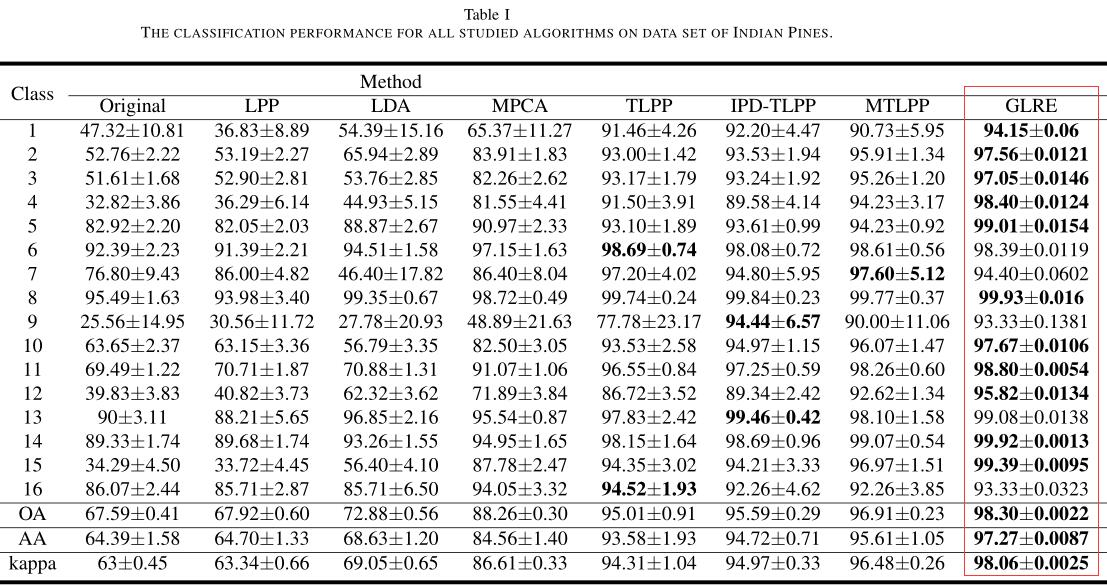 Table I
THE CLASSIFICATION PERFORMANCE FOR ALL STUDIED ALGORITHMS ON DATA SET OF INDIAN PINES.
Class Method
Original LPP LDA MPCA TLPP IPD-TLPP MTLPP GLRE
1 47.32±10.81 36.83±8.89 54.39±15.16 65.37±11.27 91.46±4.26 92.20±4.47 90.73±5.95 94.15±0.06
2 52.76±2.22 53.19±2.27 65.94±2.89 83.91±1.83 93.00±1.42 93.53±1.94 95.91±1.34 97.56±0.0121
3 51.61±1.68 52.90±2.81 53.76±2.85 82.26±2.62 93.17±1.79 93.24±1.92 95.26±1.20 97.05±0.0146
4 32.82±3.86 36.29±6.14 44.93±5.15 81.55±4.41 91.50±3.91 89.58±4.14 94.23±3.17 98.40±0.0124
5 82.92±2.20 82.05±2.03 88.87±2.67 90.97±2.33 93.10±1.89 93.61±0.99 94.23±0.92 99.01±0.0154
6 92.39±2.23 91.39±2.21 94.51±1.58 97.15±1.63 98.69±0.74 98.08±0.72 98.61±0.56 98.39±0.0119
7 76.80±9.43 86.00±4.82 46.40±17.82 86.40±8.04 97.20±4.02 94.80±5.95 97.60±5.12 94.40±0.0602
8 95.49±1.63 93.98±3.40 99.35±0.67 98.72±0.49 99.74±0.24 99.84±0.23 99.77±0.37 99.93±0.016
9 25.56±14.95 30.56±11.72 27.78±20.93 48.89±21.63 77.78±23.17 94.44±6.57 90.00±11.06 93.33±0.1381
10 63.65±2.37 63.15±3.36 56.79±3.35 82.50±3.05 93.53±2.58 94.97±1.15 96.07±1.47 97.67±0.0106
11 69.49±1.22 70.71±1.87 70.88±1.31 91.07±1.06 96.55±0.84 97.25±0.59 98.26±0.60 98.80±0.0054
12 39.83±3.83 40.82±3.73 62.32±3.62 71.89±3.84 86.72±3.52 89.34±2.42 92.62±1.34 95.82±0.0134
13 90±3.11 88.21±5.65 96.85±2.16 95.54±0.87 97.83±2.42 99.46±0.42 98.10±1.58 99.08±0.0138
14 89.33±1.74 89.68±1.74 93.26±1.55 94.95±1.65 98.15±1.64 98.69±0.96 99.07±0.54 99.92±0.0013
15 34.29±4.50 33.72±4.45 56.40±4.10 87.78±2.47 94.35±3.02 94.21±3.33 96.97±1.51 99.39±0.0095
16 86.07±2.44 85.71±2.87 85.71±6.50 94.05±3.32 94.52±1.93 92.26±4.62 92.26±3.85 93.33±0.0323
OA 67.59±0.41 67.92±0.60 72.88±0.56 88.26±0.30 95.01±0.91 95.59±0.29 96.91±0.23 98.30±0.0022
AA 64.39±1.58 64.70±1.33 68.63±1.20 84.56±1.40 93.58±1.93 94.72±0.71 95.61±1.05 97.27±0.0087
kappa 63±0.45 63.34±0.66 69.05±0.65 86.61±0.33 94.31±1.04 94.97±0.33 96.48±0.26 98.06±0.0025